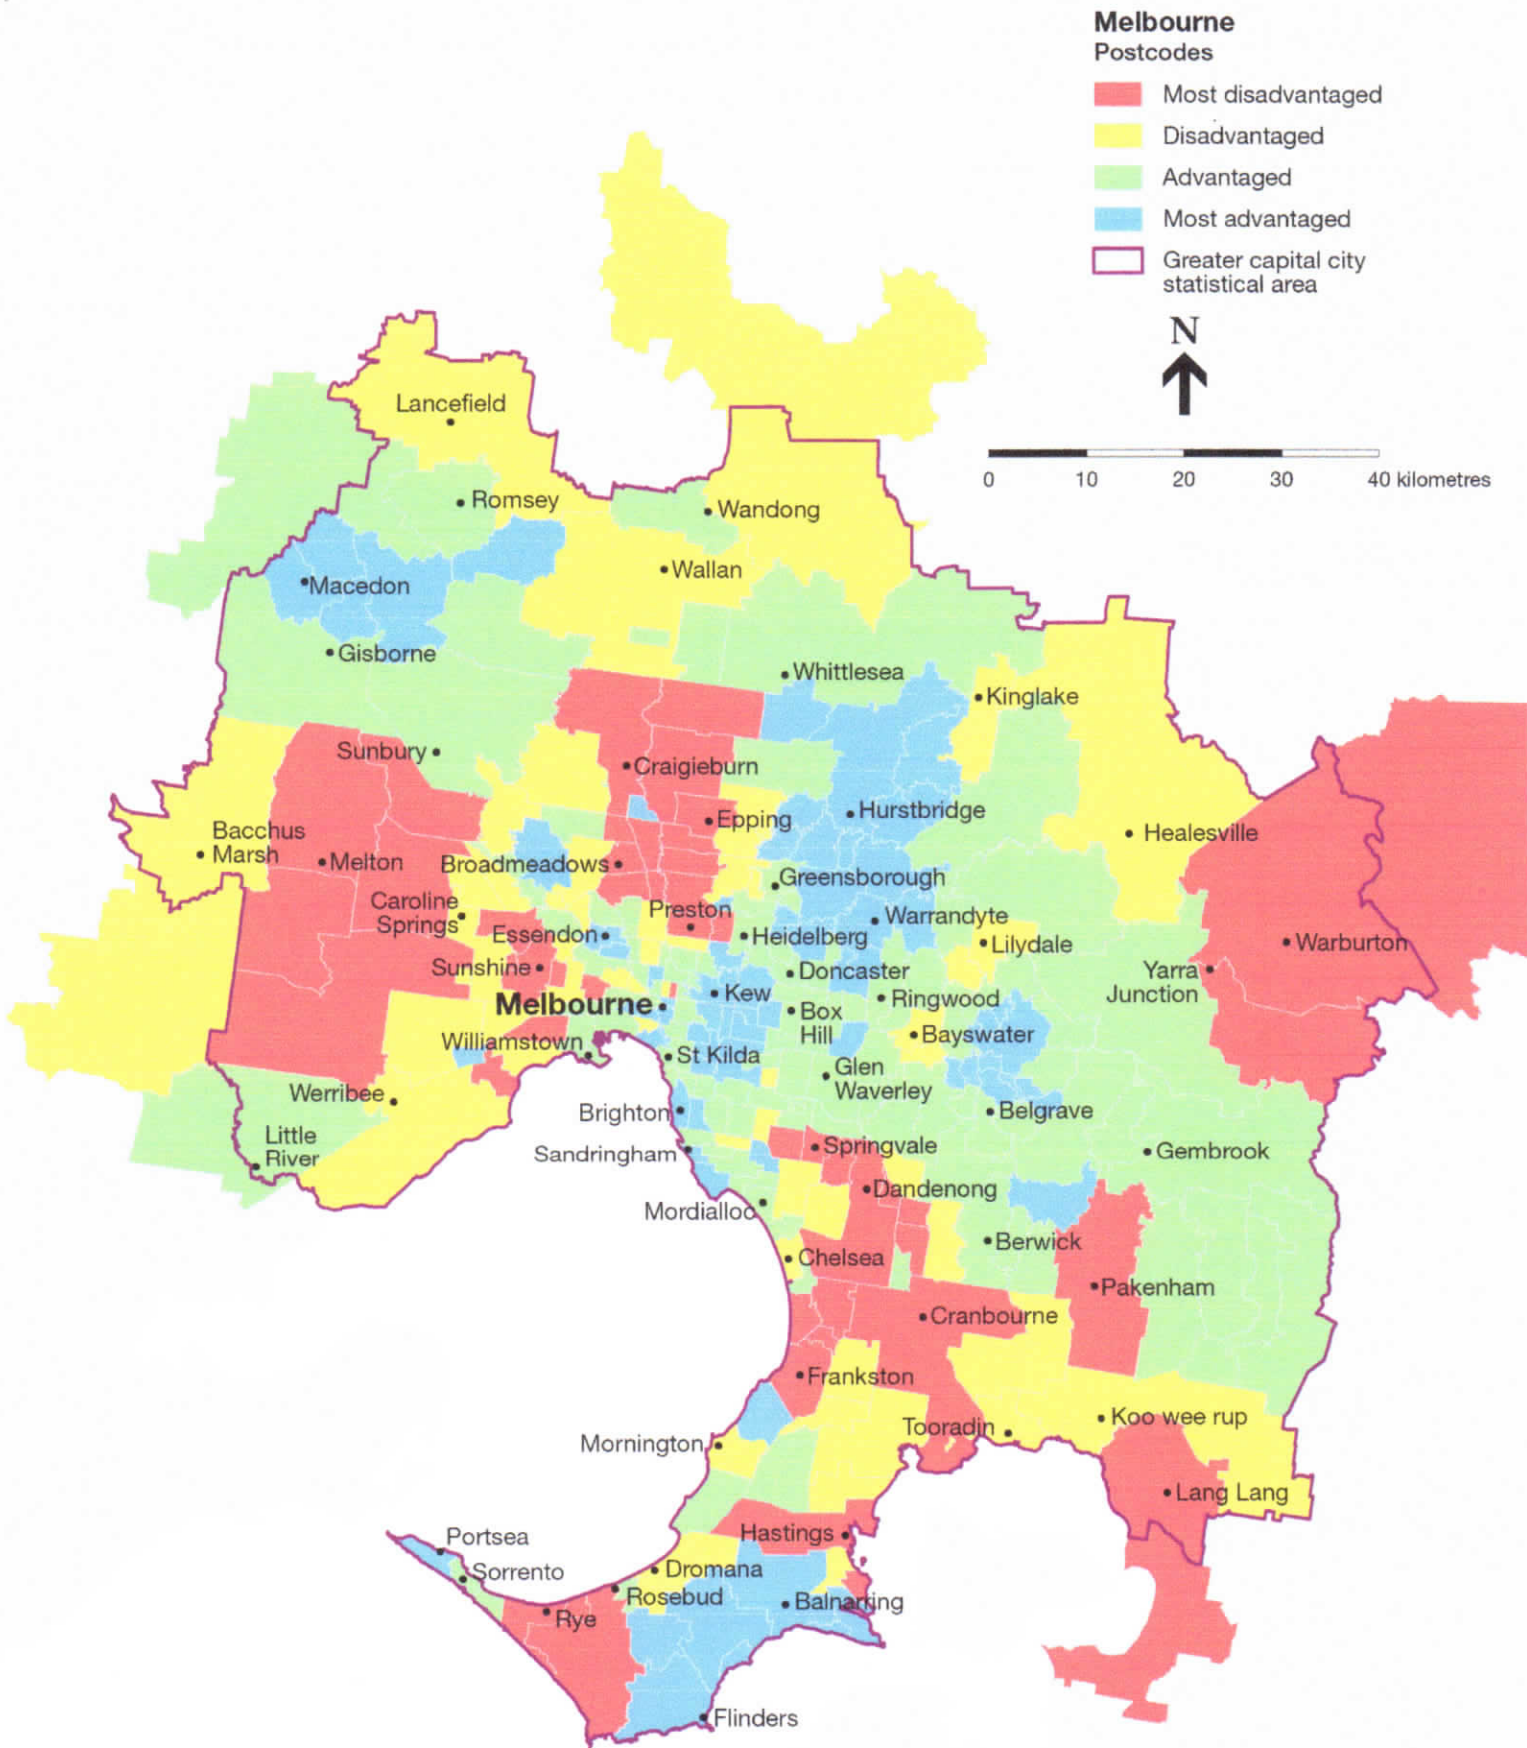 Melbourne
Postcodes
Most disadvantaged
Disadvantaged
Advantaged
Most advantaged
Greater capital city
statistical area
N
0 10 20 30 40 kilometres
Lancefield
Romsey
Wandong
Wallan
Macedon
Gisborne
Whittlesea
Kinglake
Sunbury
Craigieburn
Hurstbridge
Epping
Bacchus
Marsh
Healesville
Melton
Broadmeadows
Greensborough
Caroline
Springs
Preston
Warrandyte
Essendon
Heidelberg
Lilydale
Warburton
Sunshine
Doncaster
Yarra
Junction
Melbourne
Kew
Ringwood
Box
Hill
Williamstown
St Kilda
Bayswater
Glen
Waverley
Werribee
Brighton
Belgrave
Little
River
Sandringham
Springvale
Gembrook
Dandenong
Mordialloc
Berwick
Chelsea
Pakenham
Cranbourne
Frankston
Tooradin
Koo wee rup
Mornington
Lang Lang
Hastings
Portsea
Sorrento
Dromana
Rosebud
Balnarring
Rye
Flinders